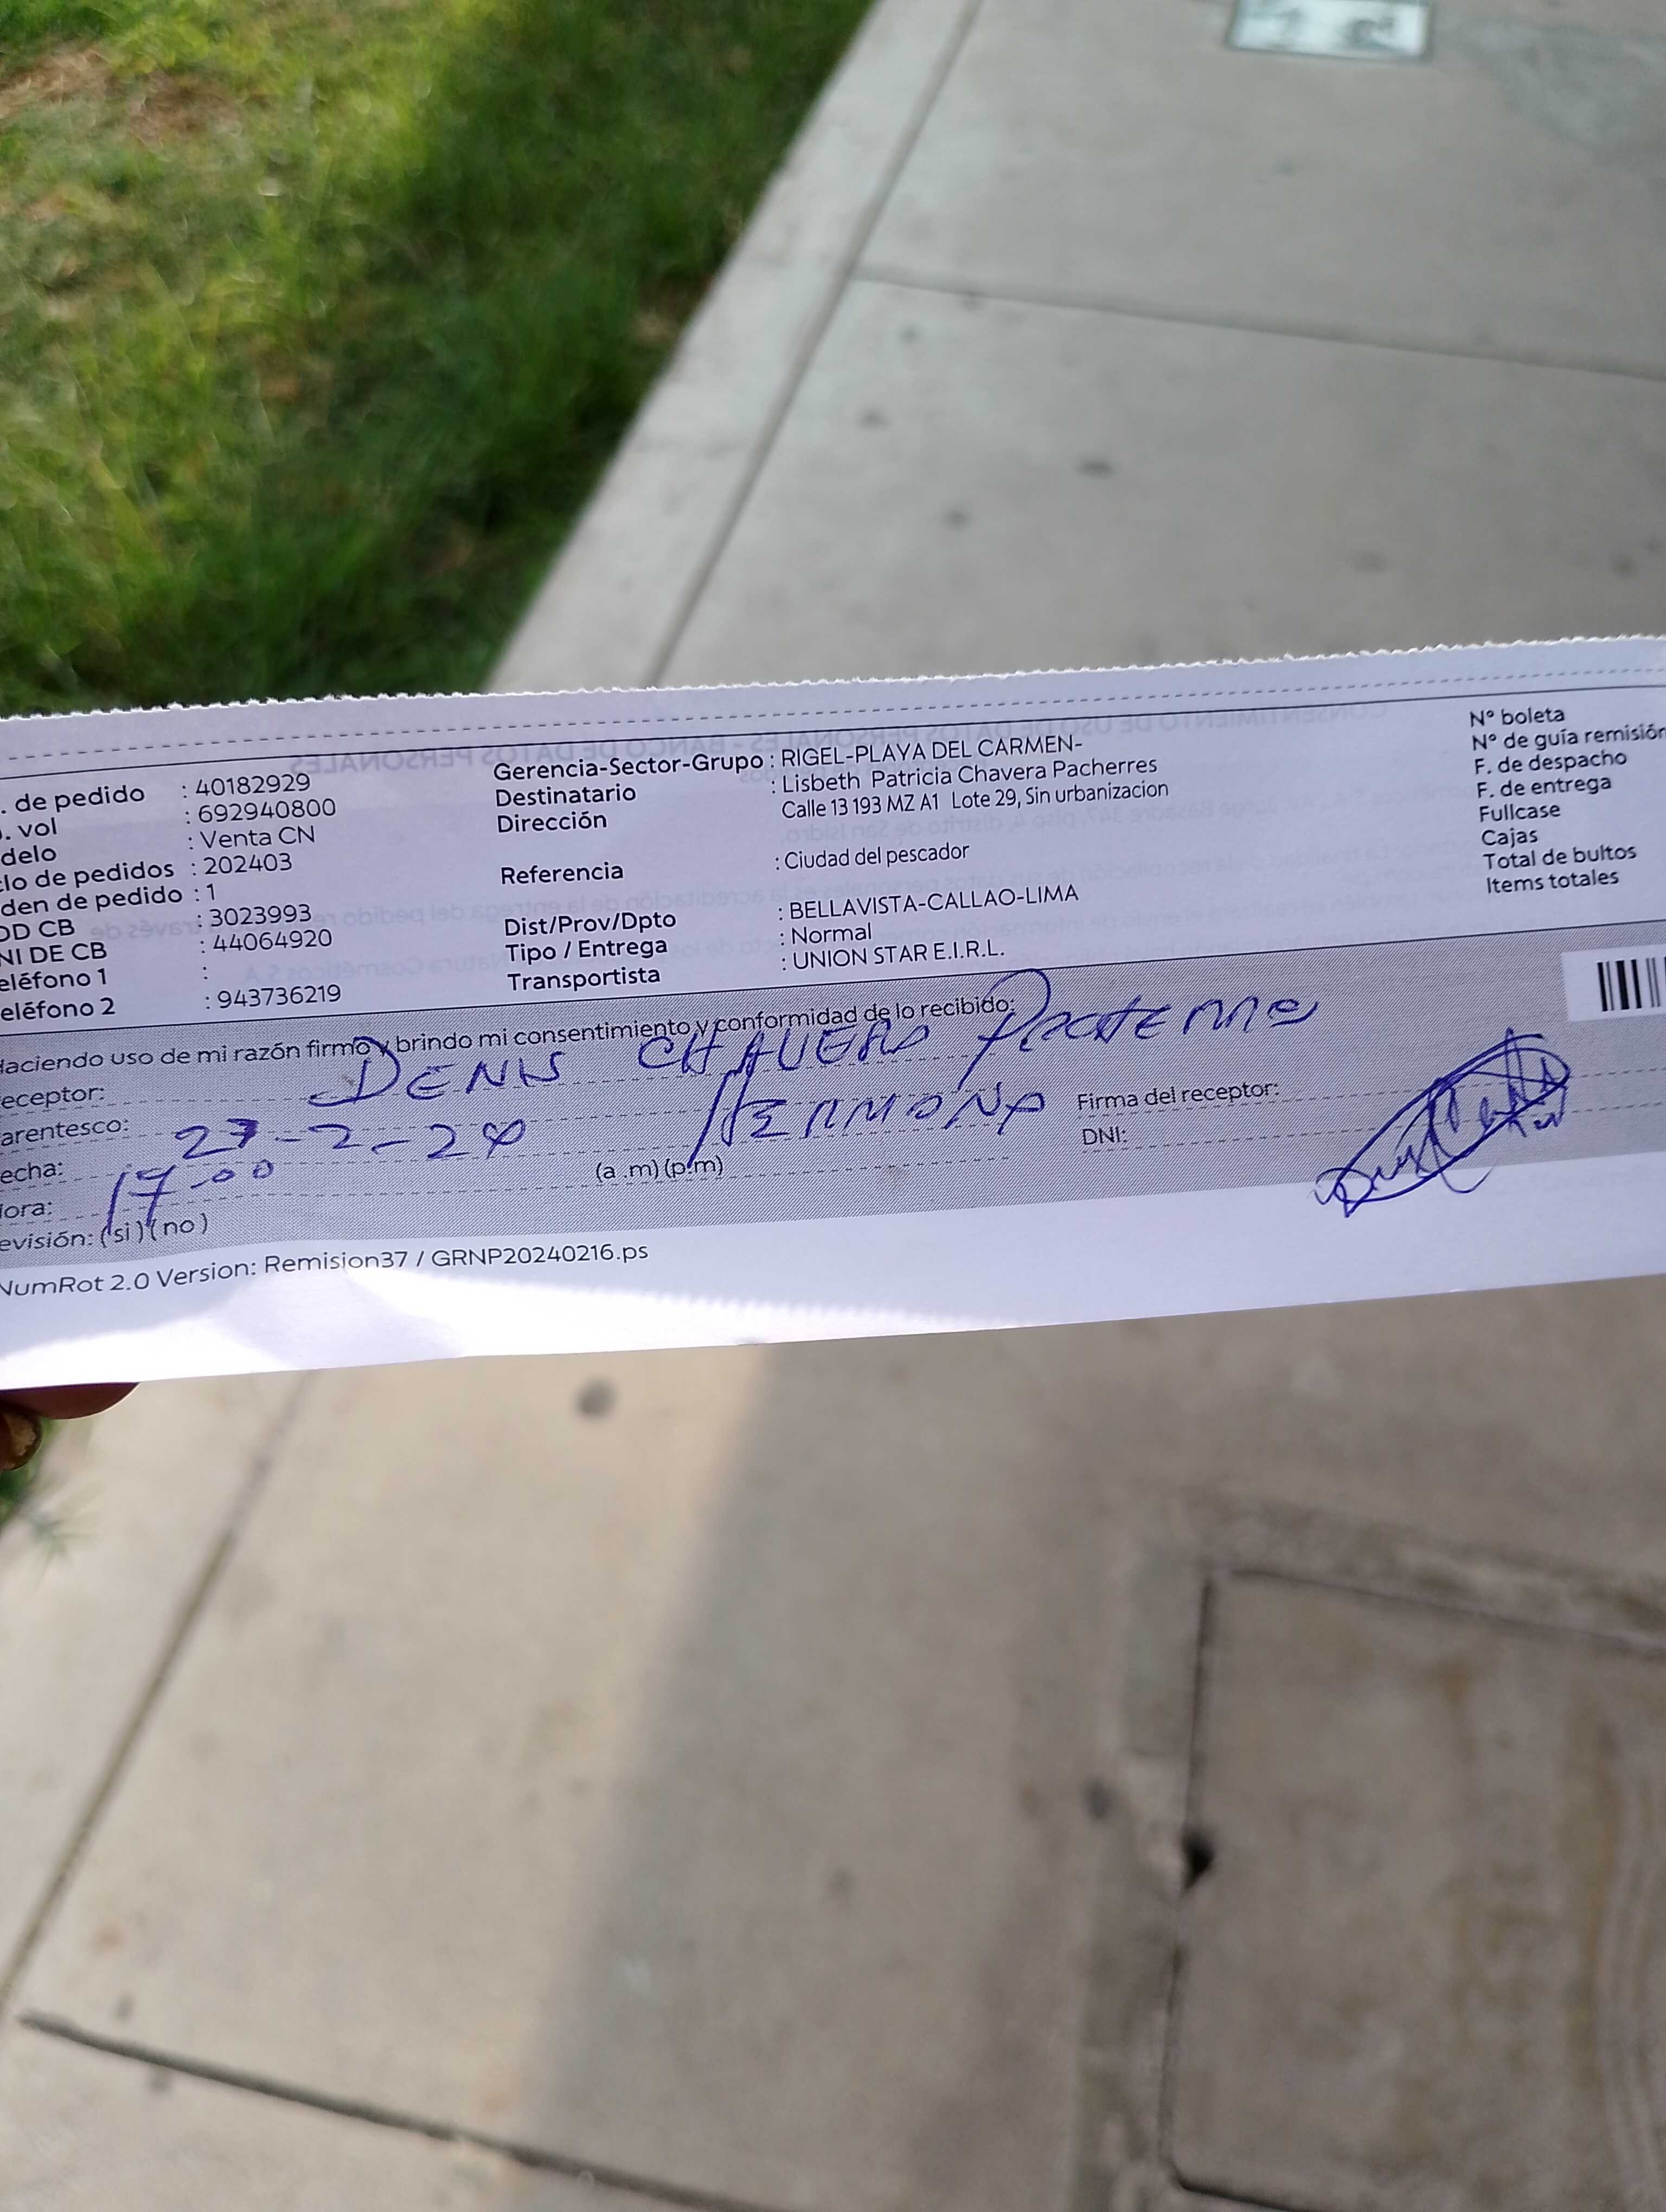 . de pedido : 40182929
. vol : 692940800
delo : Venta CN
lo de pedidos : 202403
den de pedido : 1
OD CB : 3023993
NI DE CB : 44064920
eléfono 1 :
eléfono 2 : 943736219
Gerencia-Sector-Grupo : RIGEL-PLAYA DEL CARMEN-
Destinatario : Lisbeth Patricia Chavera Pacherres
Dirección Calle 13 193 MZ A1 Lote 29, Sin urbanizacion
Referencia : Ciudad del pescador
Dist/Prov/Dpto : BELLAVISTA-CALLAO-LIMA
Tipo / Entrega : Normal
Transportista : UNION STAR E.I.R.L.
N° boleta
N° de guía remisión
F. de despacho
F. de entrega
Fullcase
Cajas
Total de bultos
Items totales
Haciendo uso de mi razón firmo y brindo mi consentimiento y conformidad de lo recibido:
eceptor: DENIS CHAVERA
arentesco: HERMANA
echa: 27-2-24
ora: 17:00 (a .m) (p.m)
evisión: (si) (no)
Firma del receptor:
DNI:
NumRot 2.0 Version: Remision37 / GRNP20240216.ps